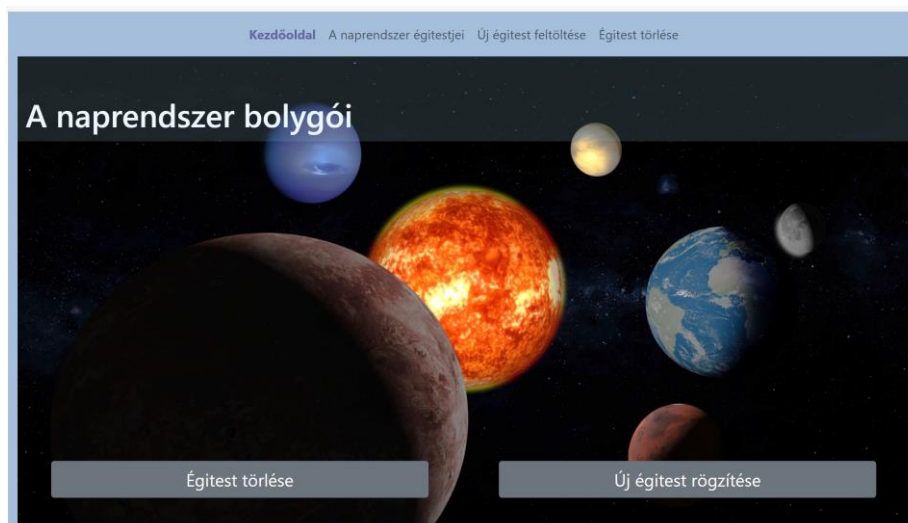 Kezdőoldal A naprendszer égitestjei Új égitest feltöltése Égitest törlése
A naprendszer bolygói
Égitest törlése Új égitest rögzítése